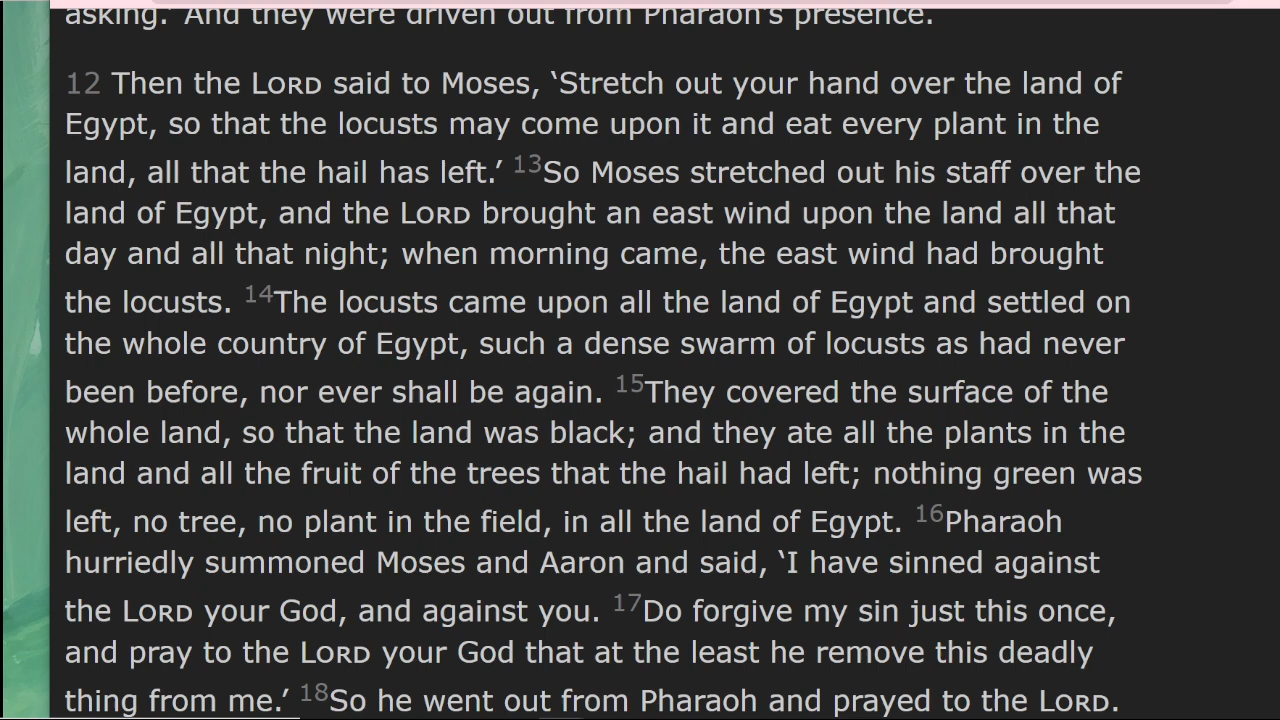 asking.’ And they were driven out from Pharaoh’s presence.
12 Then the LORD said to Moses, ‘Stretch out your hand over the land of
Egypt, so that the locusts may come upon it and eat every plant in the
land, all that the hail has left.’ 13So Moses stretched out his staff over the
land of Egypt, and the LORD brought an east wind upon the land all that
day and all that night; when morning came, the east wind had brought
the locusts. 14The locusts came upon all the land of Egypt and settled on
the whole country of Egypt, such a dense swarm of locusts as had never
been before, nor ever shall be again. 15They covered the surface of the
whole land, so that the land was black; and they ate all the plants in the
land and all the fruit of the trees that the hail had left; nothing green was
left, no tree, no plant in the field, in all the land of Egypt. 16Pharaoh
hurriedly summoned Moses and Aaron and said, ‘I have sinned against
the LORD your God, and against you. 17Do forgive my sin just this once,
and pray to the LORD your God that at the least he remove this deadly
thing from me.’ 18So he went out from Pharaoh and prayed to the LORD.